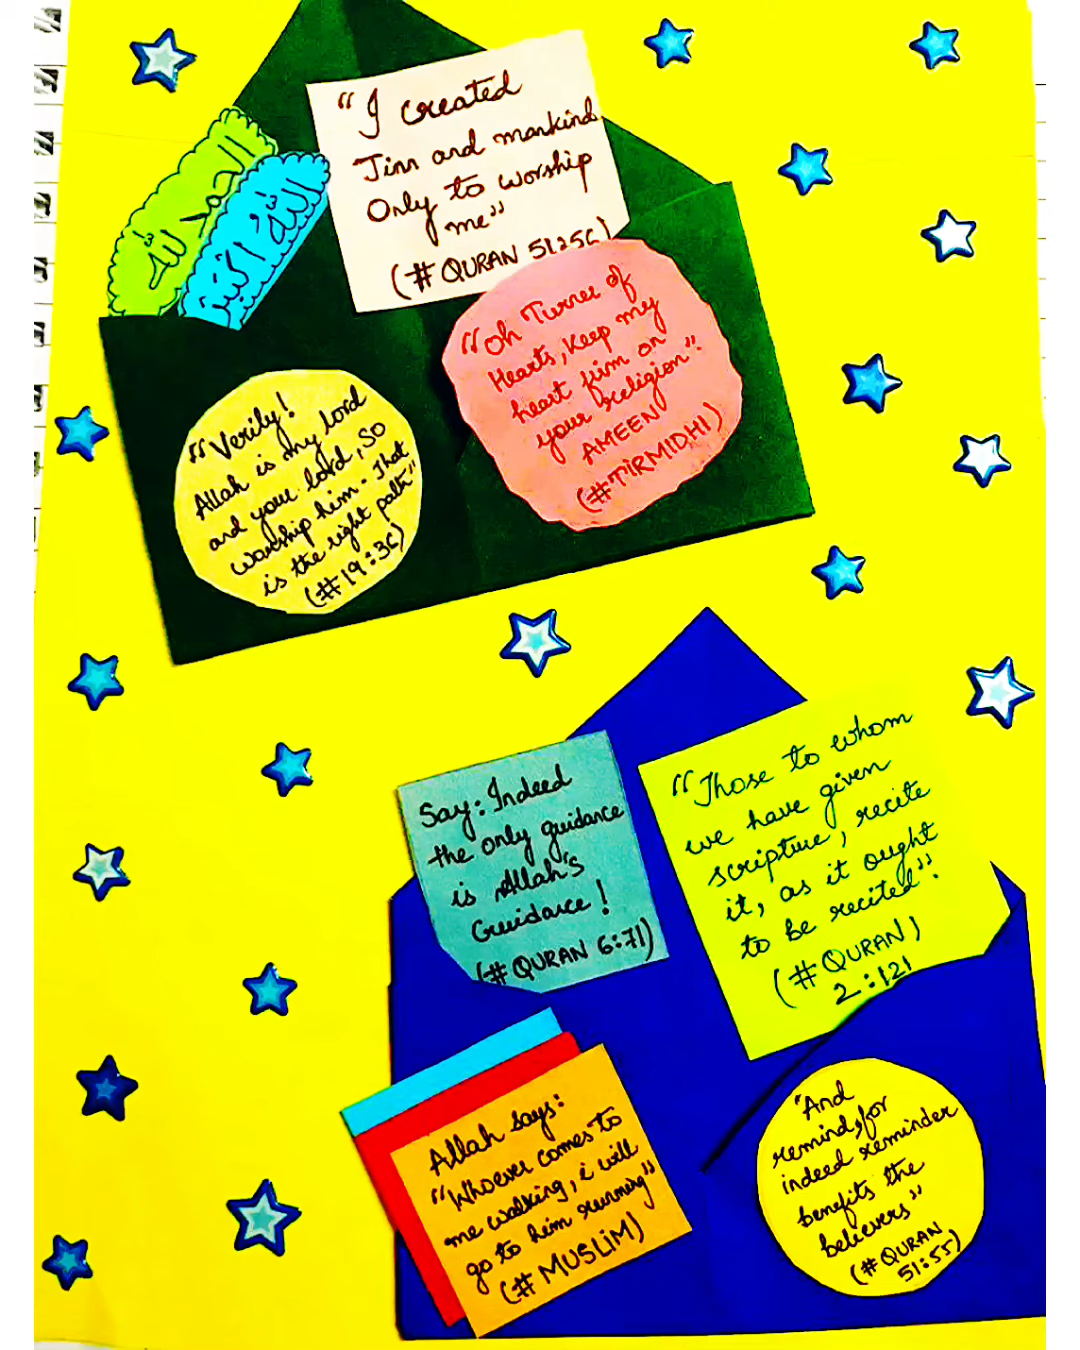 الحمد لله
الله اكبر
"I created
Jinn and mankind
Only to worship
me"
(# QURAN
"Oh Turner of
Hearts, Keep my
heart firm on
your religion".
AMEEN
(#TIRMIDHI)
"Verily!
Allah is my lord
and your lord, So
worship him - That
is the right path"
(#19:36)
Say: Indeed
the only guidance
is Allah's
Guidance!
(# QURAN 6:71)
"Those to whom
we have given
scripture, recite
it, as it ought
to be recited".
(# QURAN)
2:121
Allah says:
"Whoever comes to
me walking, i will
go to him running"
(# MUSLiM)
"And
remind, for
indeed reminder
benefits the
believers"
(#QURAN
51:55)